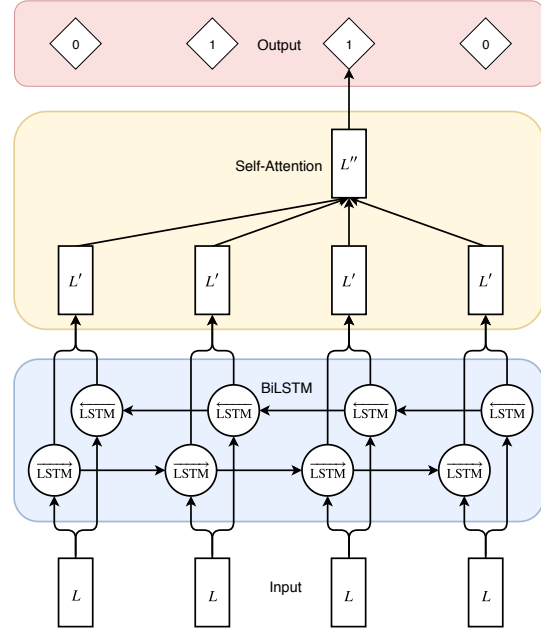 0 1 Output 1 0
L″
Self-Attention
L′ L′ L′ L′
BiLSTM
←LSTM ←LSTM ←LSTM ←LSTM
→LSTM →LSTM →LSTM →LSTM
L L Input L L